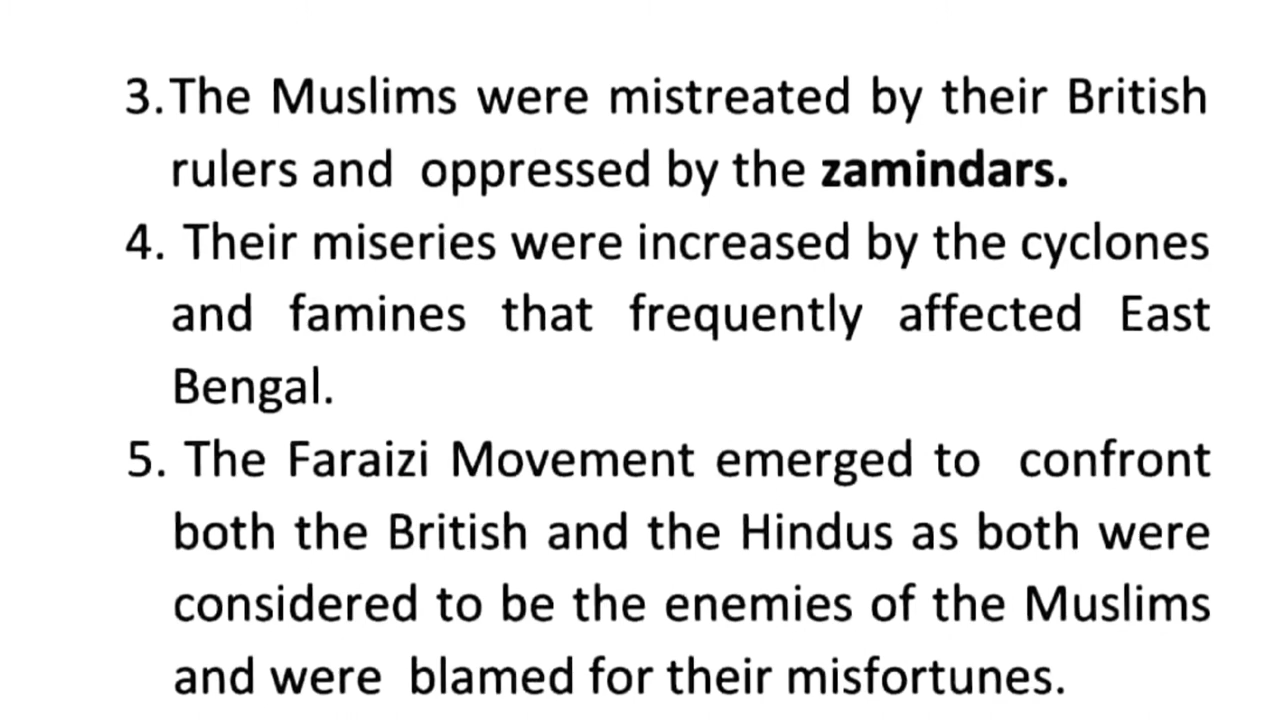 3.The Muslims were mistreated by their British
rulers and oppressed by the zamindars.
4. Their miseries were increased by the cyclones
and famines that frequently affected East
Bengal.
5. The Faraizi Movement emerged to confront
both the British and the Hindus as both were
considered to be the enemies of the Muslims
and were blamed for their misfortunes.